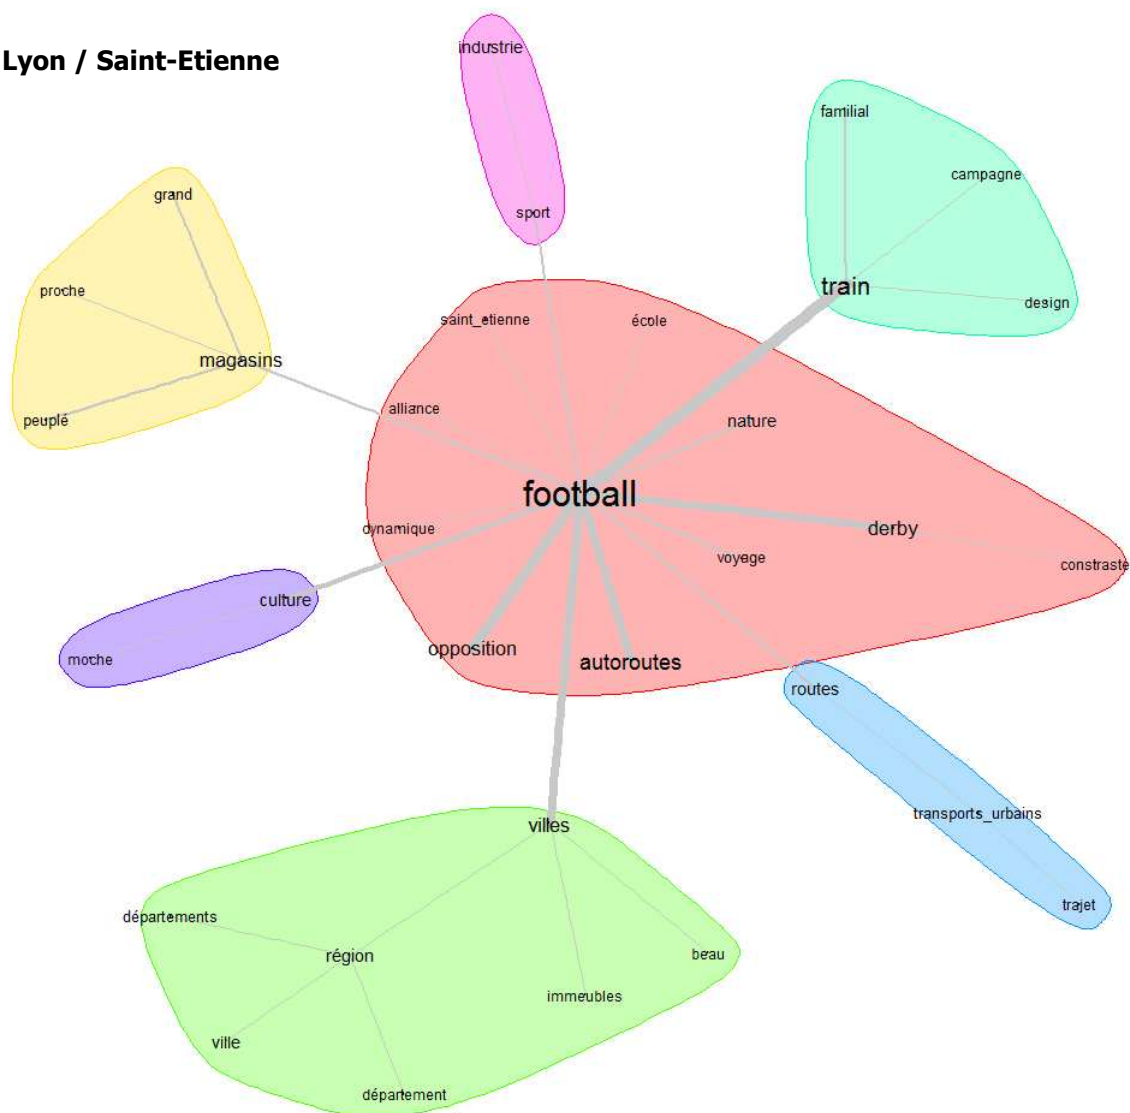 industrie
Lyon / Saint-Etienne
familial
campagne
grand
sport
train
proche
design
saint_etienne
école
magasins
alliance
nature
peuplé
football
dynamique
derby
voyage
constraste
culture
opposition
moche
autoroutes
routes
transports_urbains
villes
trajet
départements
région
beau
immeubles
ville
département